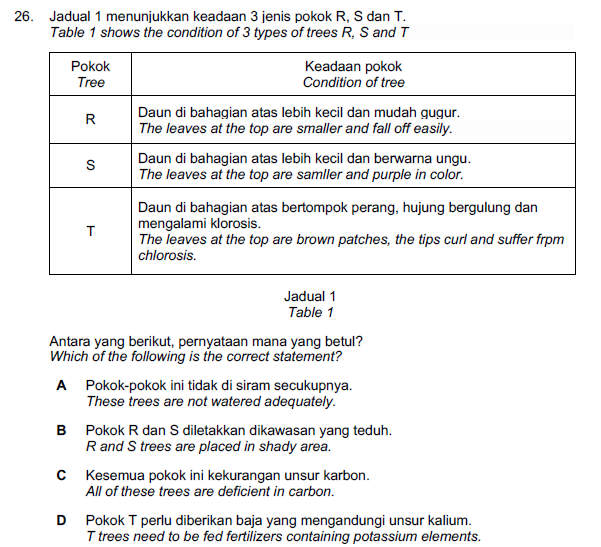 26. Jadual 1 menunjukkan keadaan 3 jenis pokok R, S dan T.
Table 1 shows the condition of 3 types of trees R, S and T
Pokok
Tree
Keadaan pokok
Condition of tree
R
Daun di bahagian atas lebih kecil dan mudah gugur.
The leaves at the top are smaller and fall off easily.
S
Daun di bahagian atas lebih kecil dan berwarna ungu.
The leaves at the top are samller and purple in color.
T
Daun di bahagian atas bertompok perang, hujung bergulung dan
mengalami klorosis.
The leaves at the top are brown patches, the tips curl and suffer frpm
chlorosis.
Jadual 1
Table 1
Antara yang berikut, pernyataan mana yang betul?
Which of the following is the correct statement?
A Pokok-pokok ini tidak di siram secukupnya.
These trees are not watered adequately.
B Pokok R dan S diletakkan dikawasan yang teduh.
R and S trees are placed in shady area.
C Kesemua pokok ini kekurangan unsur karbon.
All of these trees are deficient in carbon.
D Pokok T perlu diberikan baja yang mengandungi unsur kalium.
T trees need to be fed fertilizers containing potassium elements.